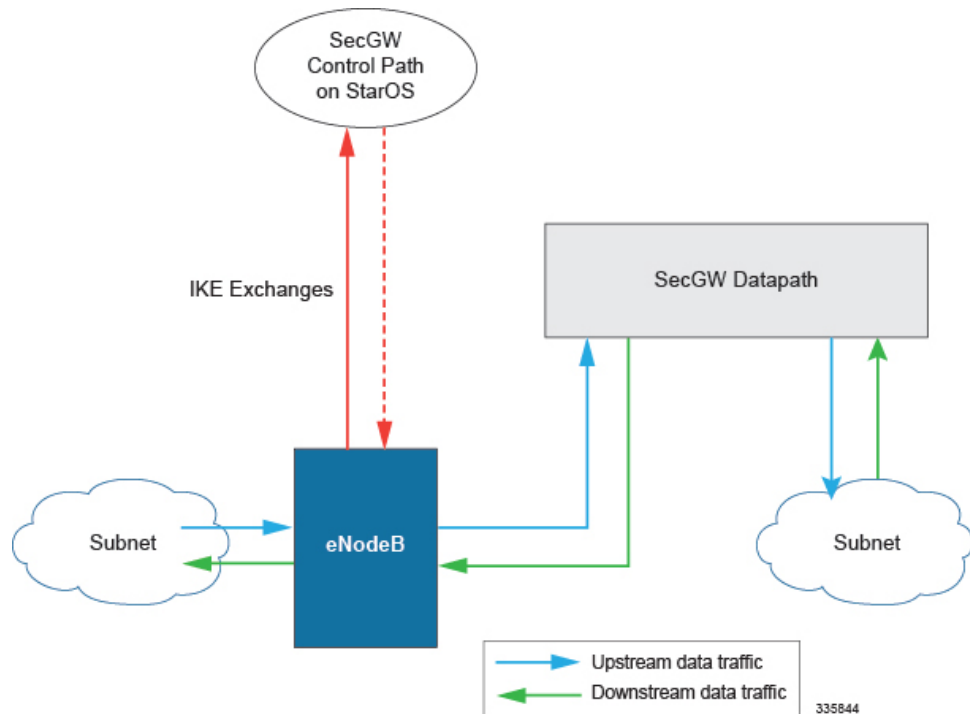 SecGW
Control Path
on StarOS
SecGW Datapath
IKE Exchanges
Subnet
eNodeB
Subnet
Upstream data traffic
Downstream data traffic
335844